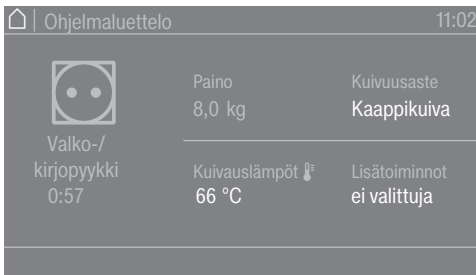 Ohjelmaluettelo 11:02
Paino
8,0 kg
Kuivuusaste
Kaappikuiva
Valko-/
kirjopyykki
0:57
Kuivauslämpöt
66 °C
Lisätoiminnot
ei valittuja